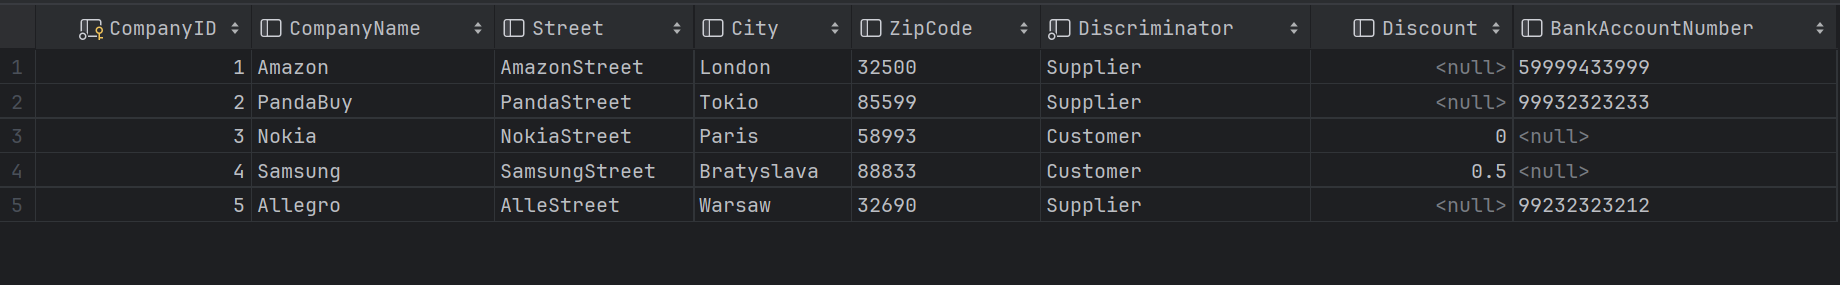 CompanyID CompanyName Street City ZipCode Discriminator Discount BankAccountNumber
1 1 Amazon AmazonStreet London 32500 Supplier <null> 59999433999
2 2 PandaBuy PandaStreet Tokio 85599 Supplier <null> 99932323233
3 3 Nokia NokiaStreet Paris 58993 Customer 0 <null>
4 4 Samsung SamsungStreet Bratyslava 88833 Customer 0.5 <null>
5 5 Allegro AlleStreet Warsaw 32690 Supplier <null> 99232323212